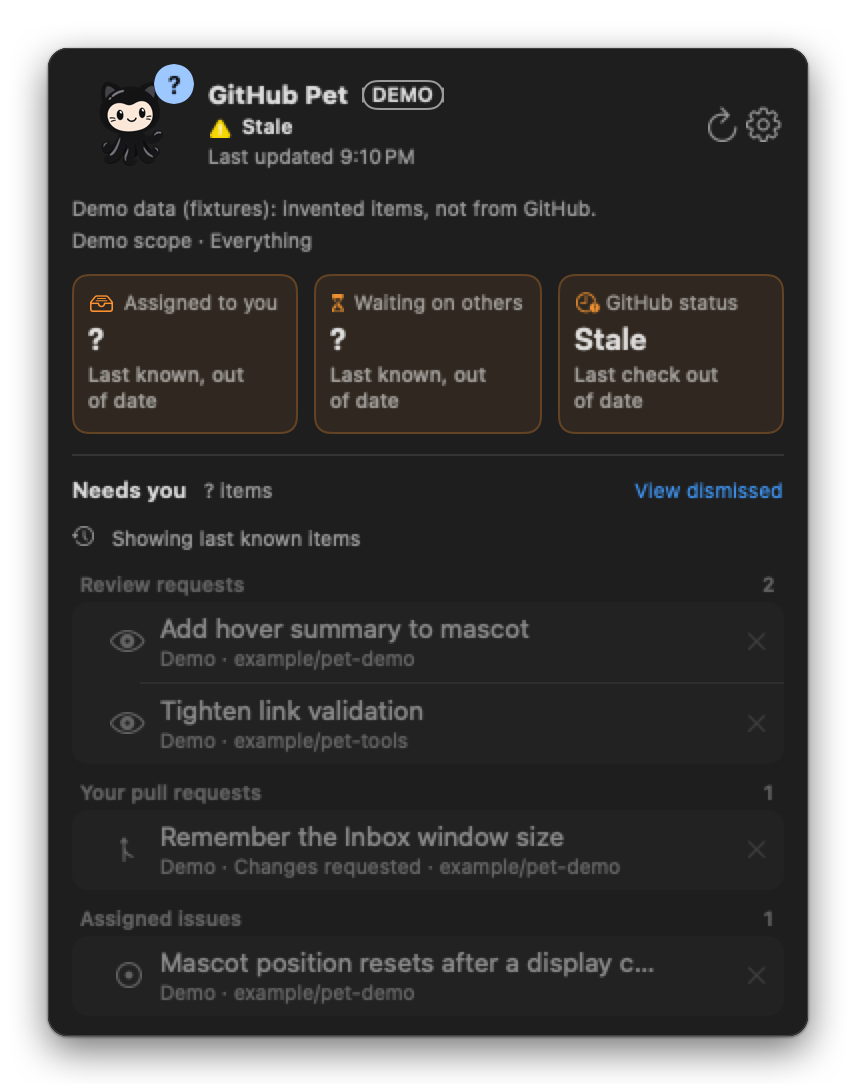 ?
GitHub Pet DEMO
Stale
Last updated 9:10 PM
Demo data (fixtures): invented items, not from GitHub.
Demo scope · Everything
Assigned to you
?
Last known, out
of date
Waiting on others
?
Last known, out
of date
GitHub status
Stale
Last check out
of date
Needs you ? items View dismissed
Showing last known items
Review requests 2
Add hover summary to mascot
Demo · example/pet-demo
Tighten link validation
Demo · example/pet-tools
Your pull requests 1
Remember the Inbox window size
Demo · Changes requested · example/pet-demo
Assigned issues 1
Mascot position resets after a display c...
Demo · example/pet-demo